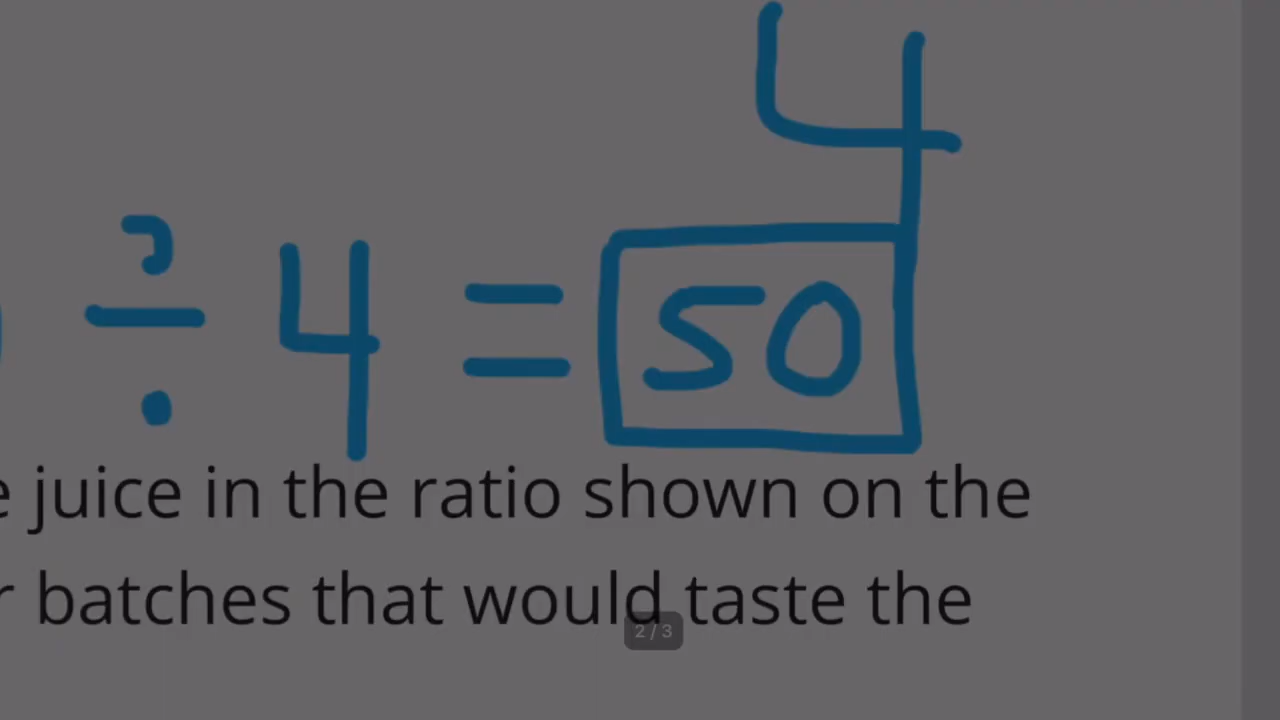 4
÷ 4 = 50
juice in the ratio shown on the
batches that would taste the
2 / 3